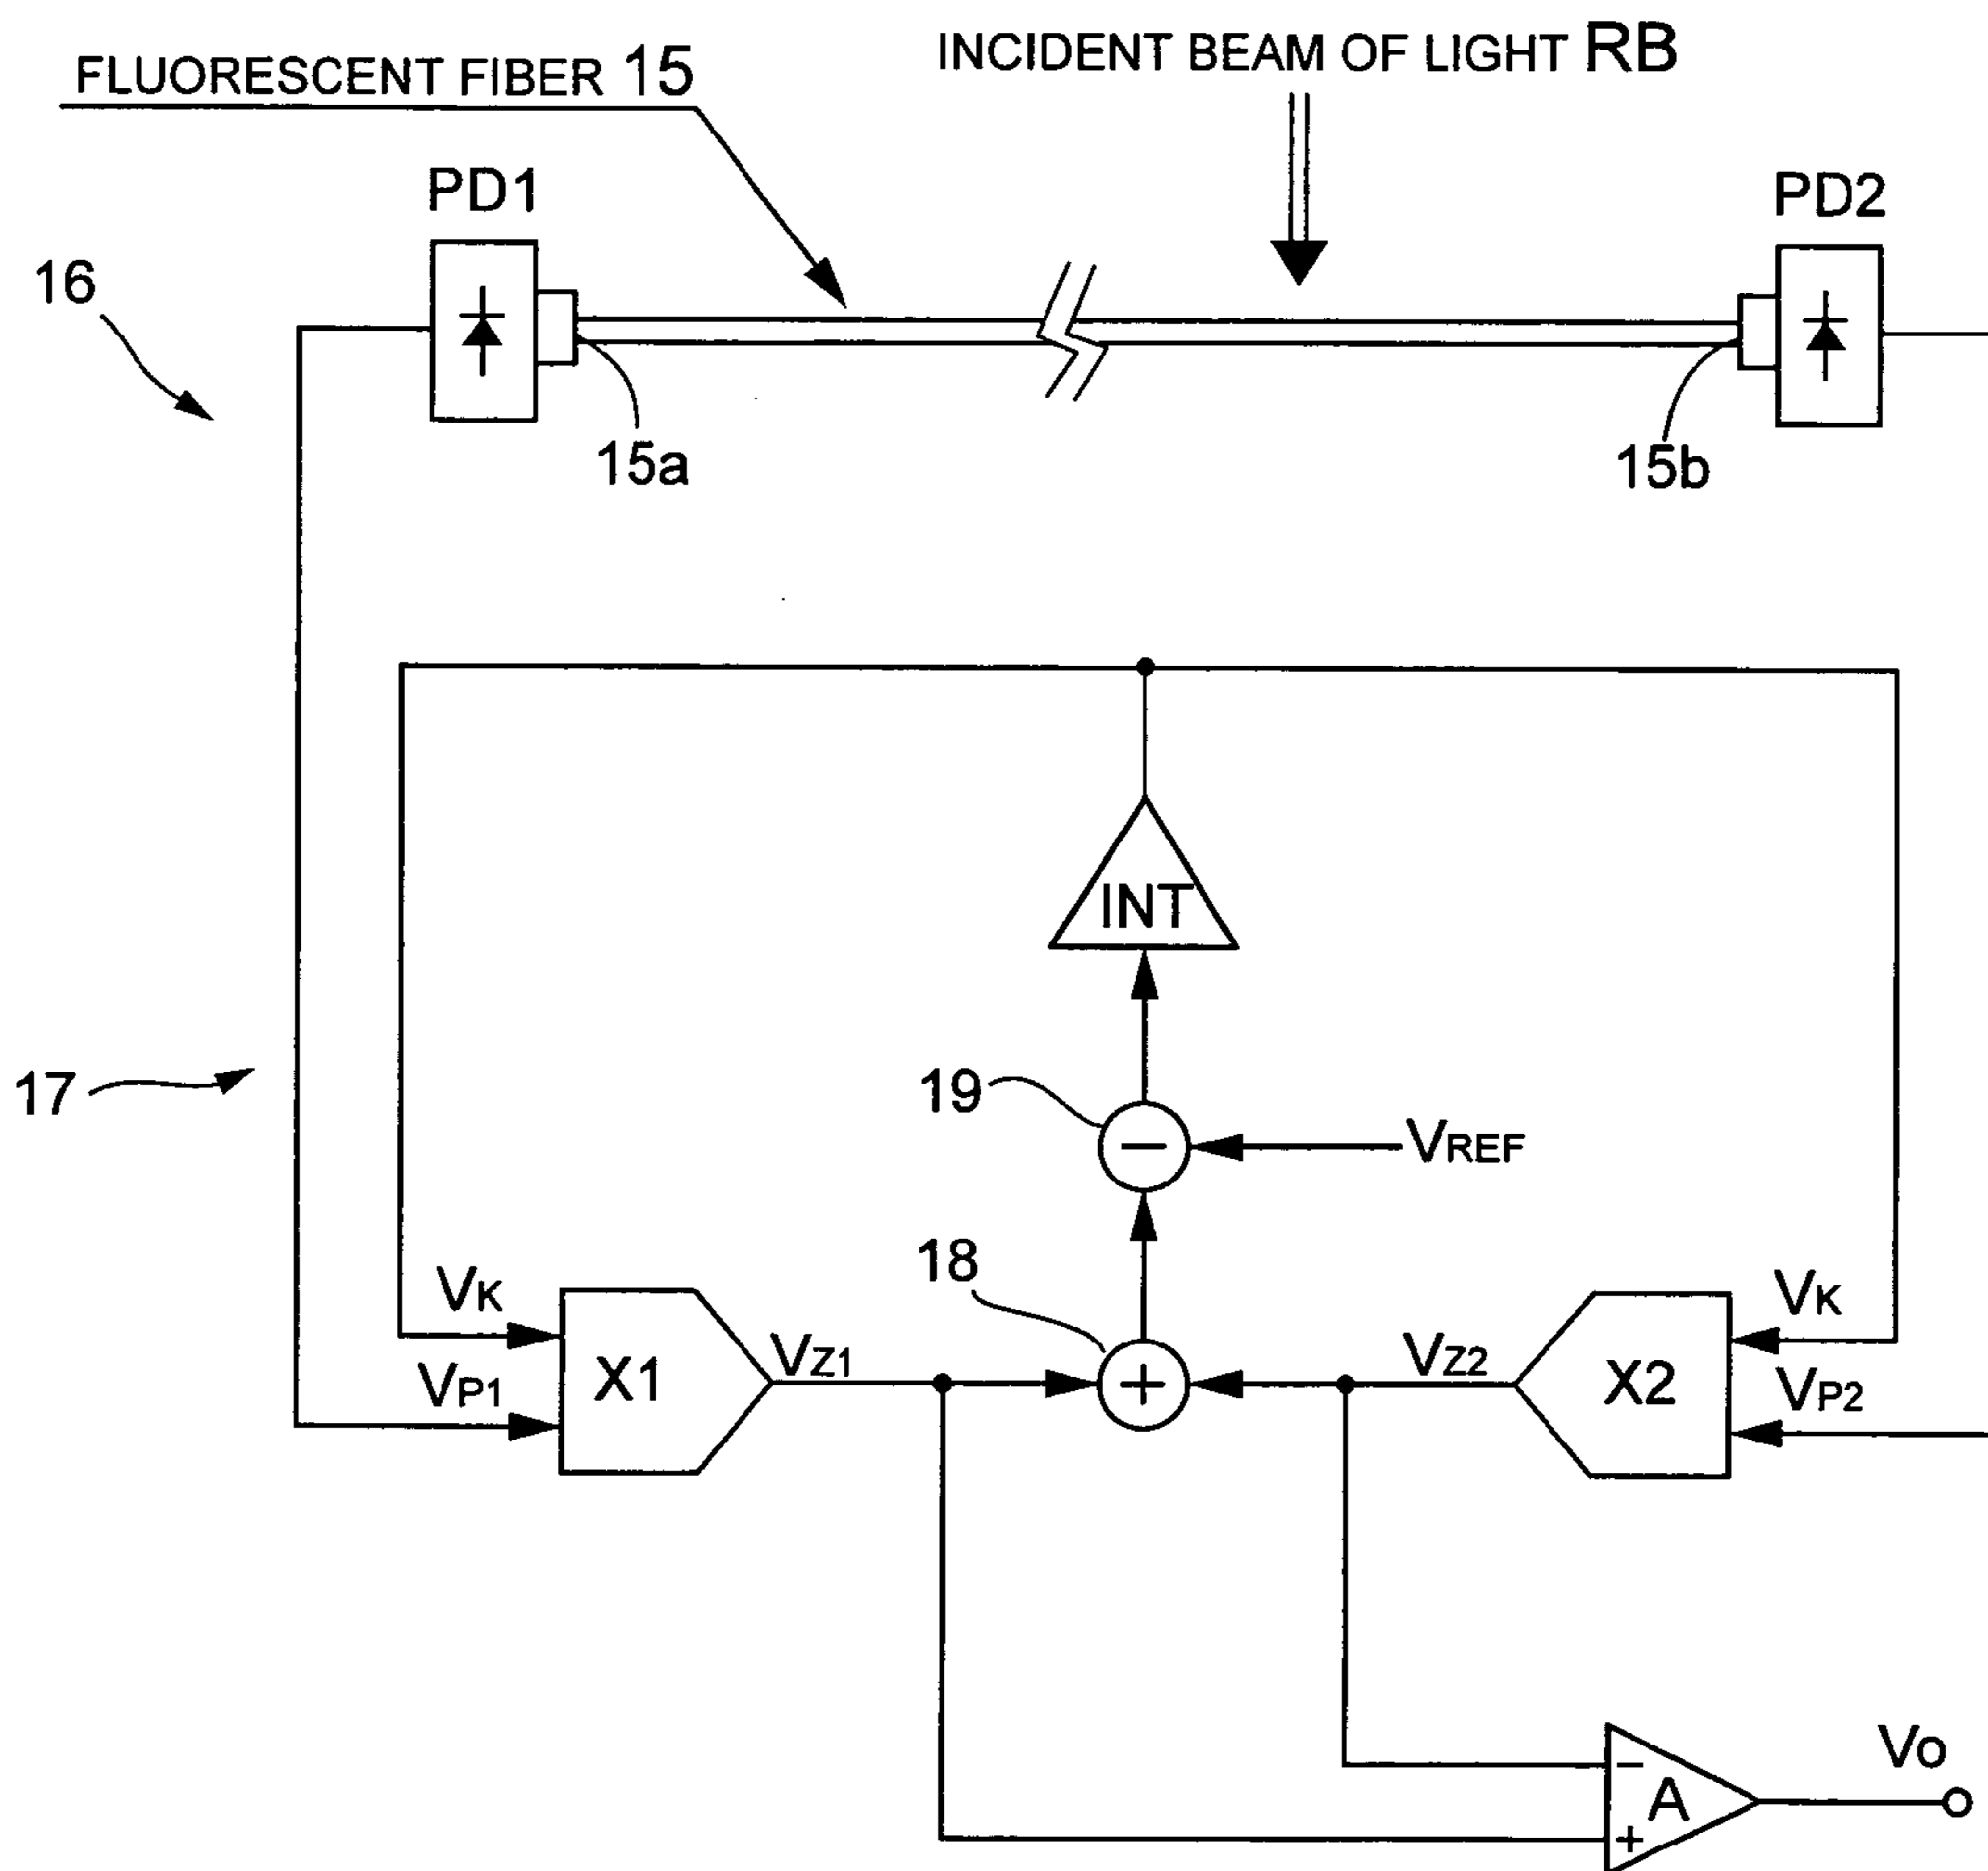 FLUORESCENT FIBER 15
INCIDENT BEAM OF LIGHT RB
PD1
PD2
16
15a
15b
INT
17
19
−
VREF
18
VK
VP1
X1
VZ1
+
VZ2
X2
VK
VP2
−
A
+
VO